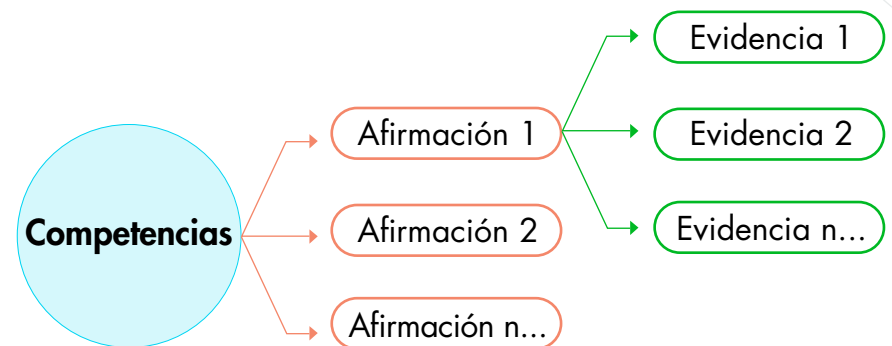 Competencias
Afirmación 1
Afirmación 2
Afirmación n...
Evidencia 1
Evidencia 2
Evidencia n...